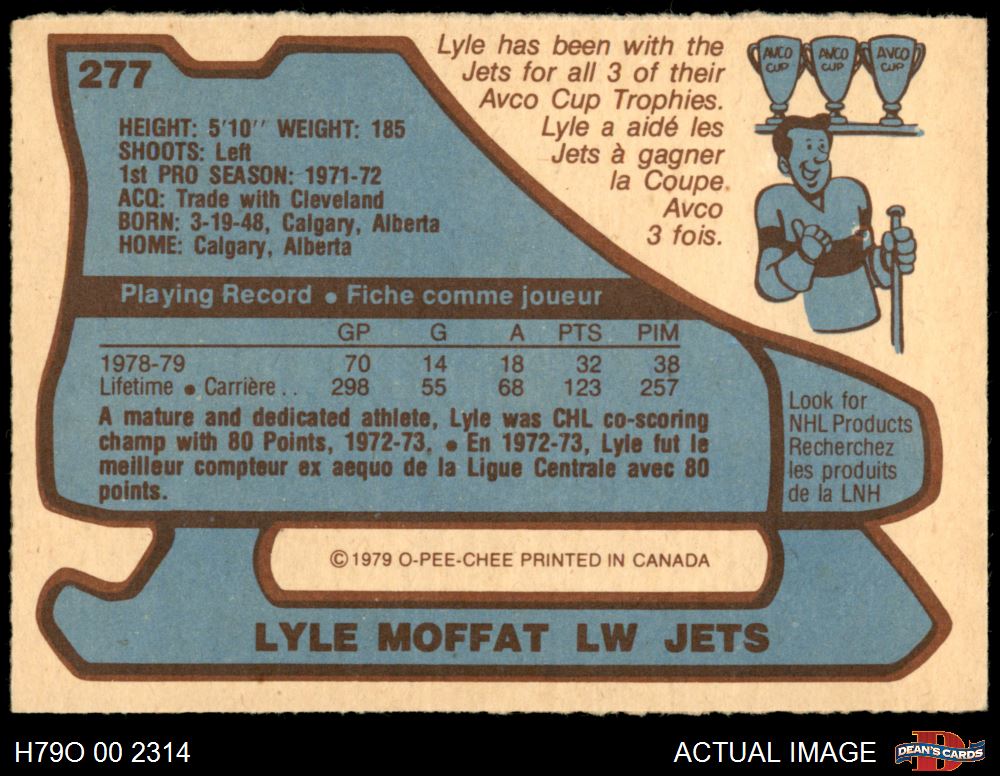 277
Lyle has been with the
Jets for all 3 of their
Avco Cup Trophies.
Lyle a aidé les
Jets à gagner
la Coupe
Avco
3 fois.
AVCO CUP
AVCO CUP
AVCO CUP
HEIGHT: 5'10'' WEIGHT: 185
SHOOTS: Left
1st PRO SEASON: 1971-72
ACQ: Trade with Cleveland
BORN: 3-19-48, Calgary, Alberta
HOME: Calgary, Alberta
Playing Record • Fiche comme joueur
GP G A PTS PIM
1978-79 70 14 18 32 38
Lifetime • Carrière . . 298 55 68 123 257
A mature and dedicated athlete, Lyle was CHL co-scoring
champ with 80 Points, 1972-73. • En 1972-73, Lyle fut le
meilleur compteur ex aequo de la Ligue Centrale avec 80
points.
Look for
NHL Products
Recherchez
les produits
de la LNH
© 1979 O-PEE-CHEE PRINTED IN CANADA
LYLE MOFFAT LW JETS
H79O 00 2314
ACTUAL IMAGE
DEAN'S CARDS